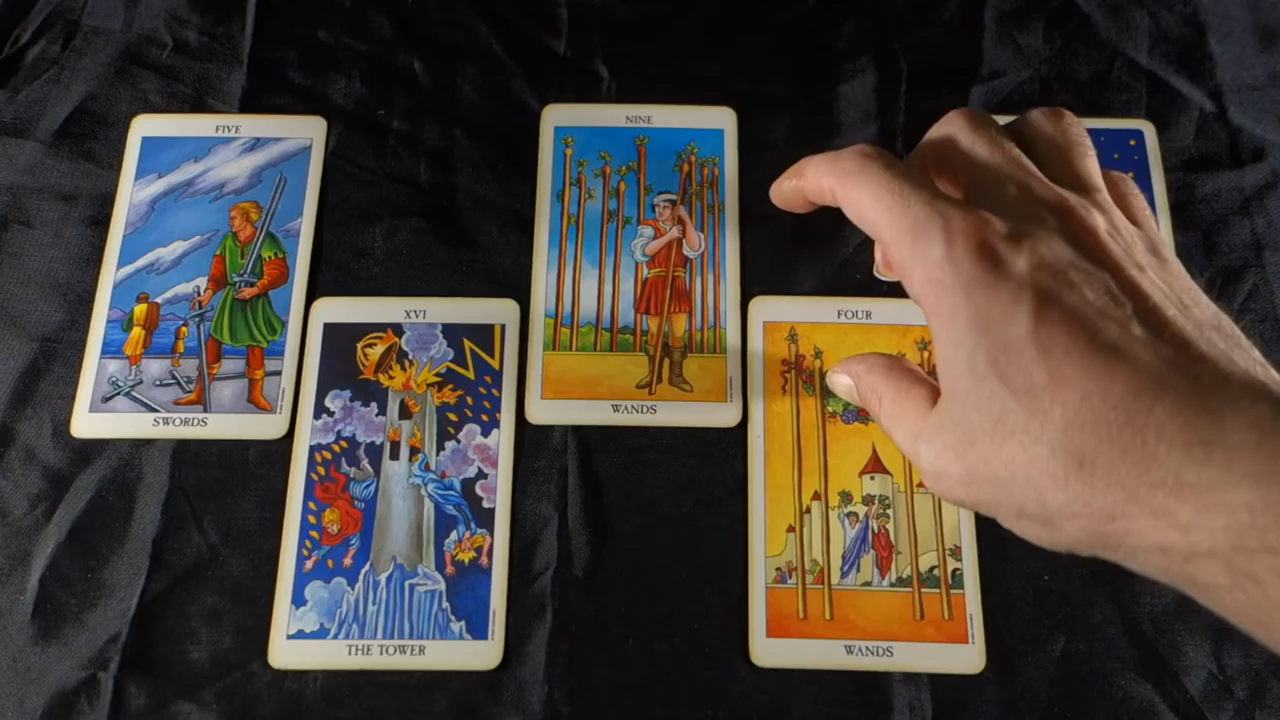 FIVE
SWORDS
XVI
THE TOWER
NINE
WANDS
FOUR
WANDS